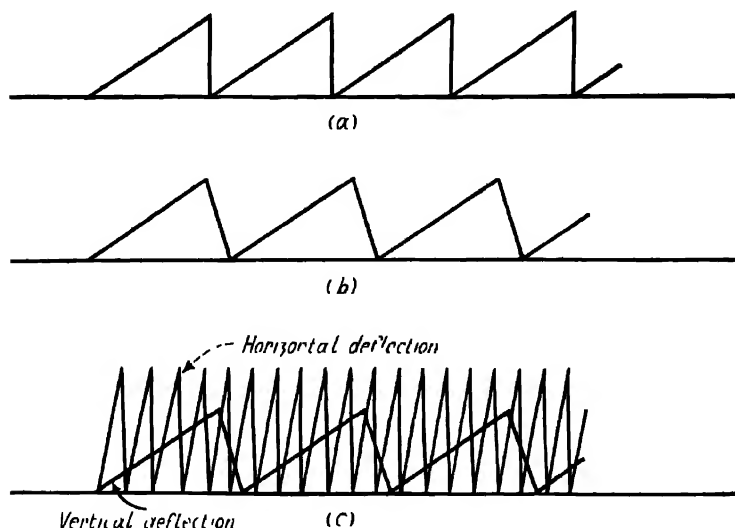 (a)
(b)
Horizontal deflection
Vertical deflection
(c)